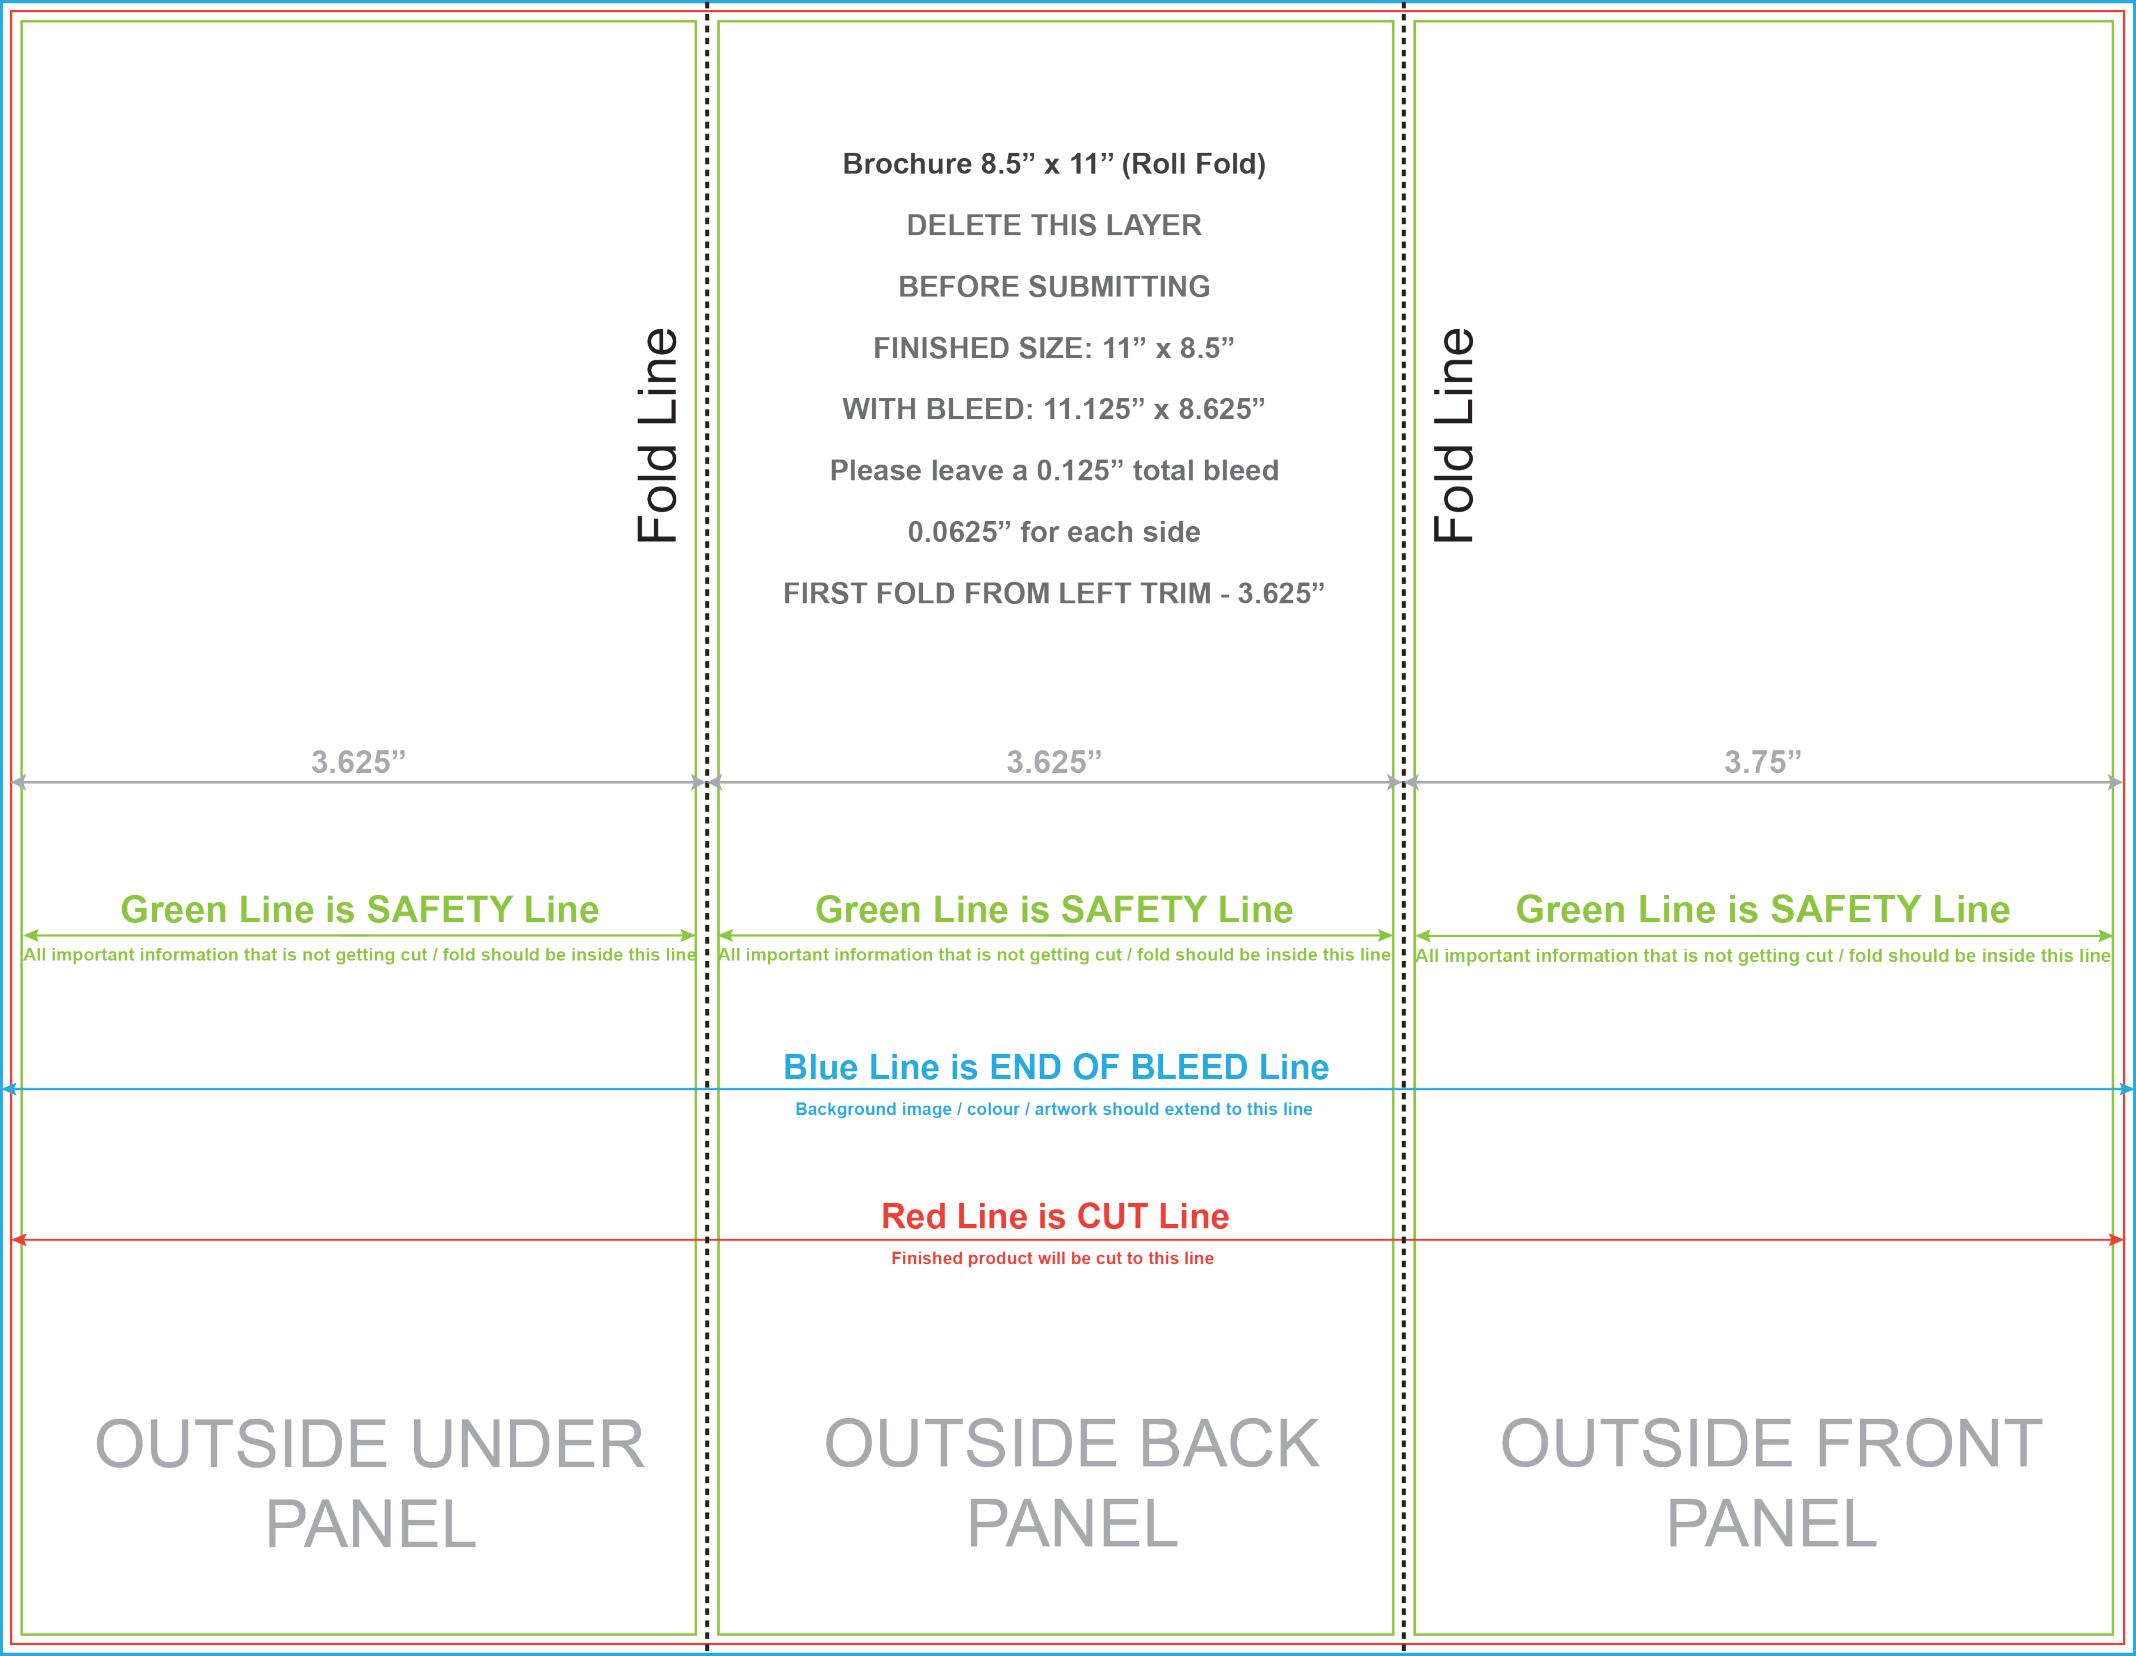 Brochure 8.5” x 11” (Roll Fold)
DELETE THIS LAYER
BEFORE SUBMITTING
FINISHED SIZE: 11” x 8.5”
WITH BLEED: 11.125” x 8.625”
Please leave a 0.125” total bleed
0.0625” for each side
FIRST FOLD FROM LEFT TRIM - 3.625”
Fold Line
Fold Line
3.625”
3.625”
3.75”
Green Line is SAFETY Line
All important information that is not getting cut / fold should be inside this line
Green Line is SAFETY Line
All important information that is not getting cut / fold should be inside this line
Green Line is SAFETY Line
All important information that is not getting cut / fold should be inside this line
Blue Line is END OF BLEED Line
Background image / colour / artwork should extend to this line
Red Line is CUT Line
Finished product will be cut to this line
OUTSIDE UNDER
PANEL
OUTSIDE BACK
PANEL
OUTSIDE FRONT
PANEL